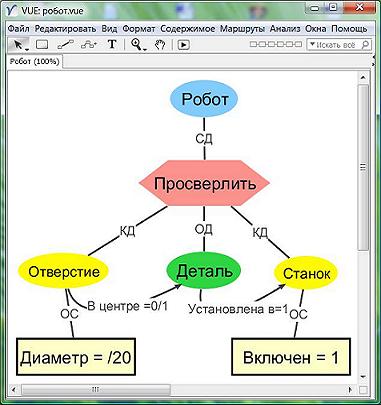 VUE: робот.vue
Файл Редактировать Вид Формат Содержимое Маршруты Анализ Окна Помощь
Искать всё
Робот (100%)
Робот
СД
Просверлить
КД ОД КД
Отверстие Деталь Станок
ОС В центре =0/1 Установлена в=1 ОС
Диаметр = /20 Включен = 1